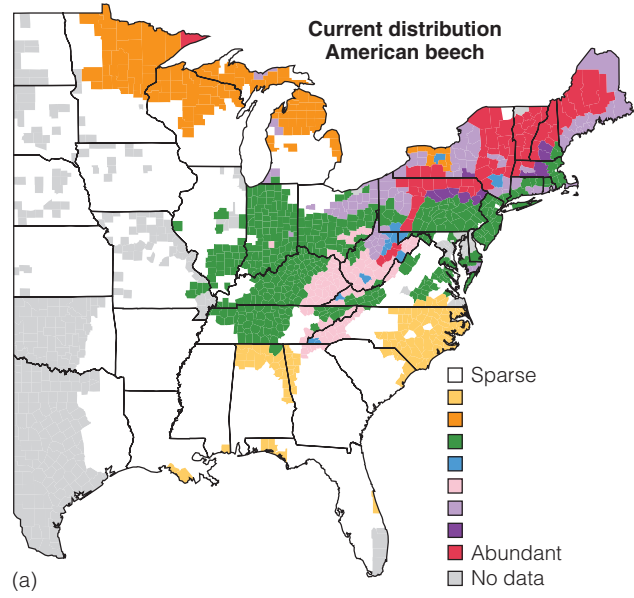 Current distribution
American beech
Sparse
Abundant
No data
(a)